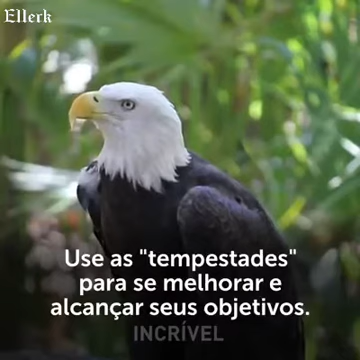 Ellerk
Use as "tempestades"
para se melhorar e
alcançar seus objetivos.
INCRÍVEL